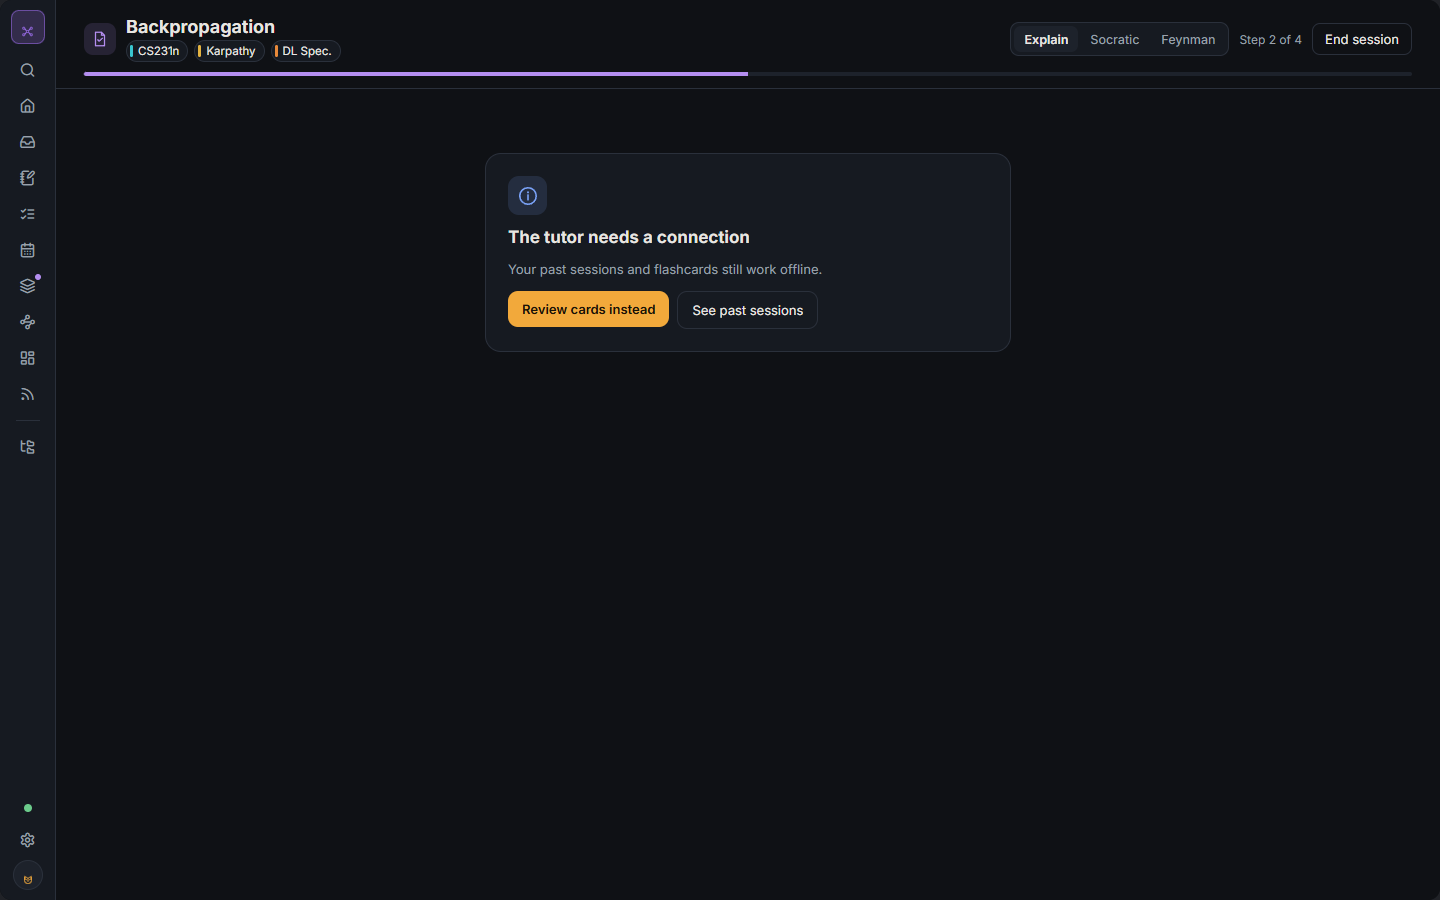 Backpropagation
CS231n Karpathy DL Spec.
Explain Socratic Feynman Step 2 of 4 End session
The tutor needs a connection
Your past sessions and flashcards still work offline.
Review cards instead See past sessions